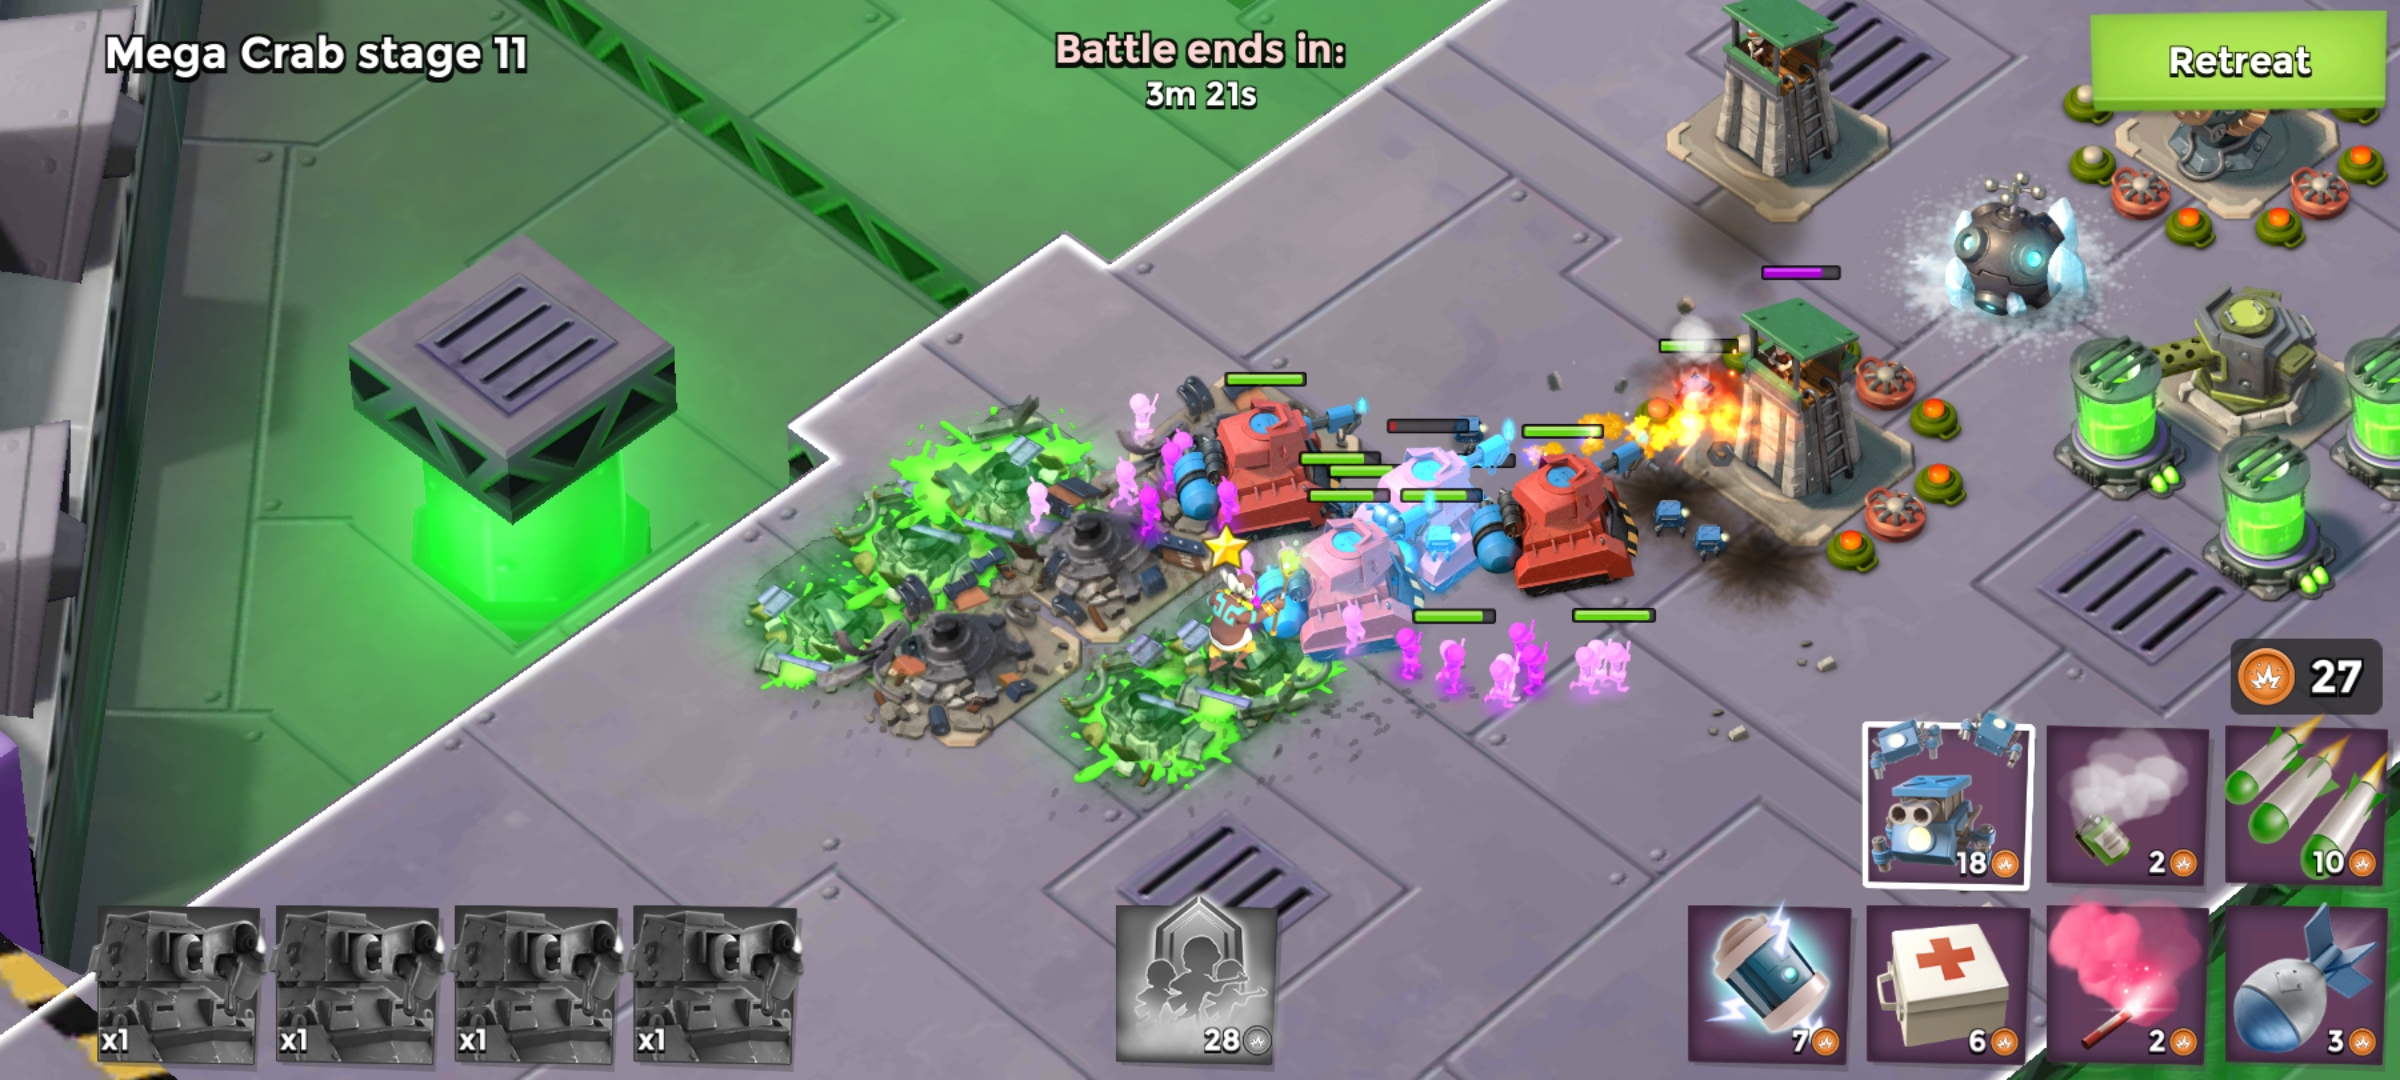 Mega Crab stage 11
Battle ends in:
3m 21s
Retreat
27
18
2
10
x1
x1
x1
x1
28
7
6
2
3